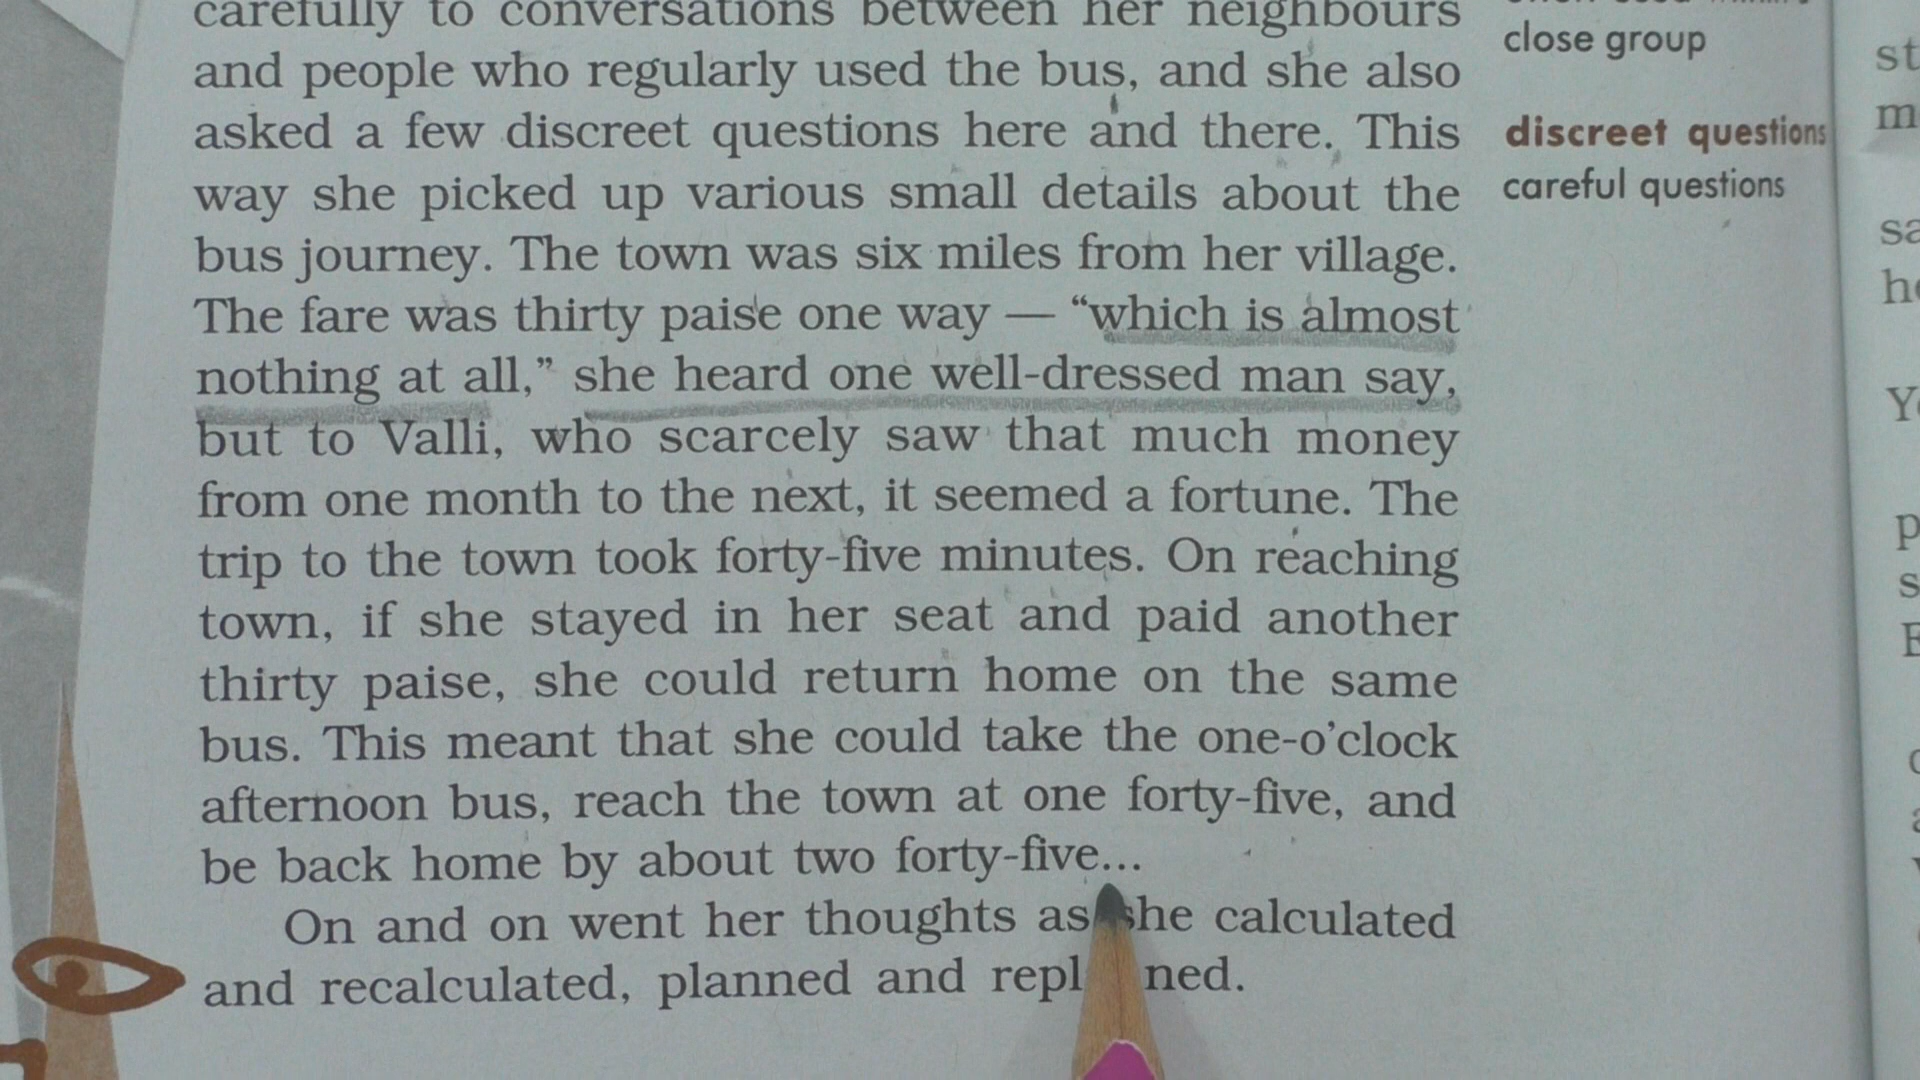 carefully to conversations between her neighbours
and people who regularly used the bus, and she also
asked a few discreet questions here and there. This
way she picked up various small details about the
bus journey. The town was six miles from her village.
The fare was thirty paise one way — “which is almost
nothing at all,” she heard one well-dressed man say,
but to Valli, who scarcely saw that much money
from one month to the next, it seemed a fortune. The
trip to the town took forty-five minutes. On reaching
town, if she stayed in her seat and paid another
thirty paise, she could return home on the same
bus. This meant that she could take the one-o’clock
afternoon bus, reach the town at one forty-five, and
be back home by about two forty-five...
On and on went her thoughts as she calculated
and recalculated, planned and
close group
discreet questions
careful questions